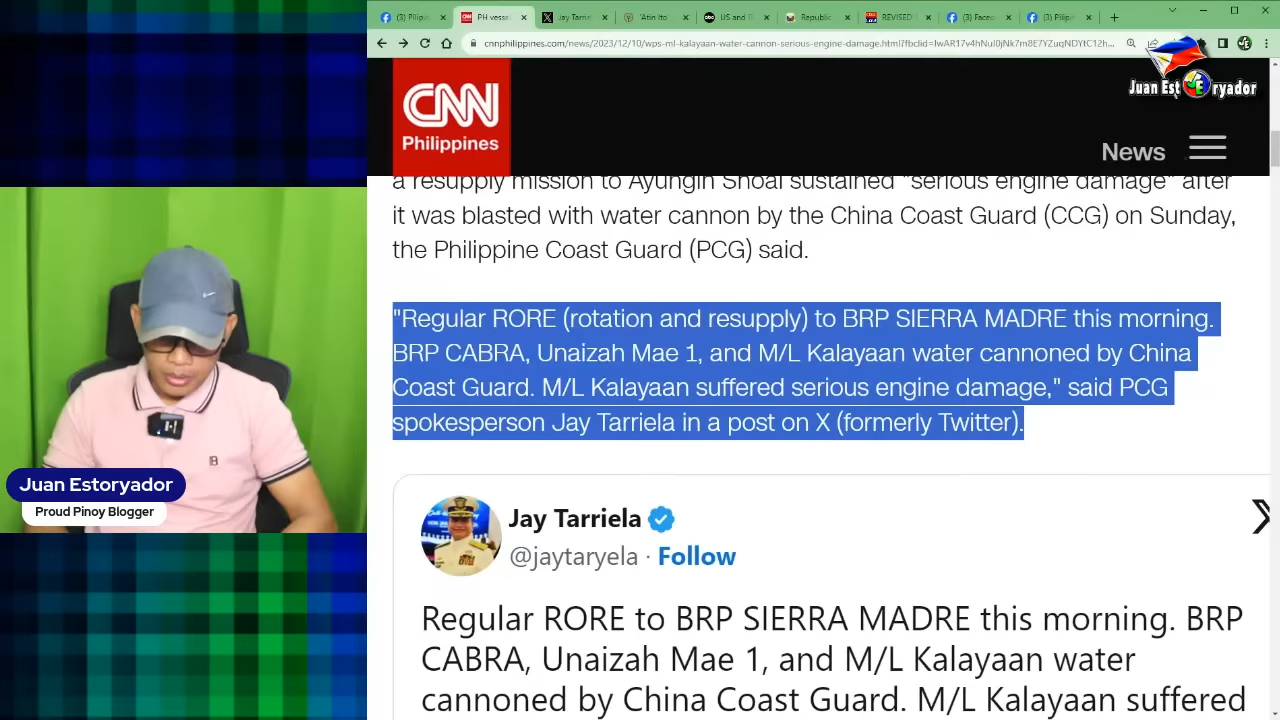 (3) Filipin
PH vesse
Jay Tarriel
'Atin Ito
US and R
Republic
REVISED
(3) Faceb
(3) Filipin
cnnphilippines.com/news/2023/12/10/wps-ml-kalayaan-water-cannon-serious-engine-damage.html?fbclid=
Juan Estoryador
CNN
Philippines
News
a resupply mission to Ayungin Shoal sustained "serious engine damage" after
it was blasted with water cannon by the China Coast Guard (CCG) on Sunday,
the Philippine Coast Guard (PCG) said.
"Regular RORE (rotation and resupply) to BRP SIERRA MADRE this morning.
BRP CABRA, Unaizah Mae 1, and M/L Kalayaan water cannoned by China
Coast Guard. M/L Kalayaan suffered serious engine damage," said PCG
spokesperson Jay Tarriela in a post on X (formerly Twitter).
Juan Estoryador
Proud Pinoy Blogger
Jay Tarriela
@jaytaryela · Follow
Regular RORE to BRP SIERRA MADRE this morning. BRP
CABRA, Unaizah Mae 1, and M/L Kalayaan water
cannoned by China Coast Guard. M/L Kalayaan suffered